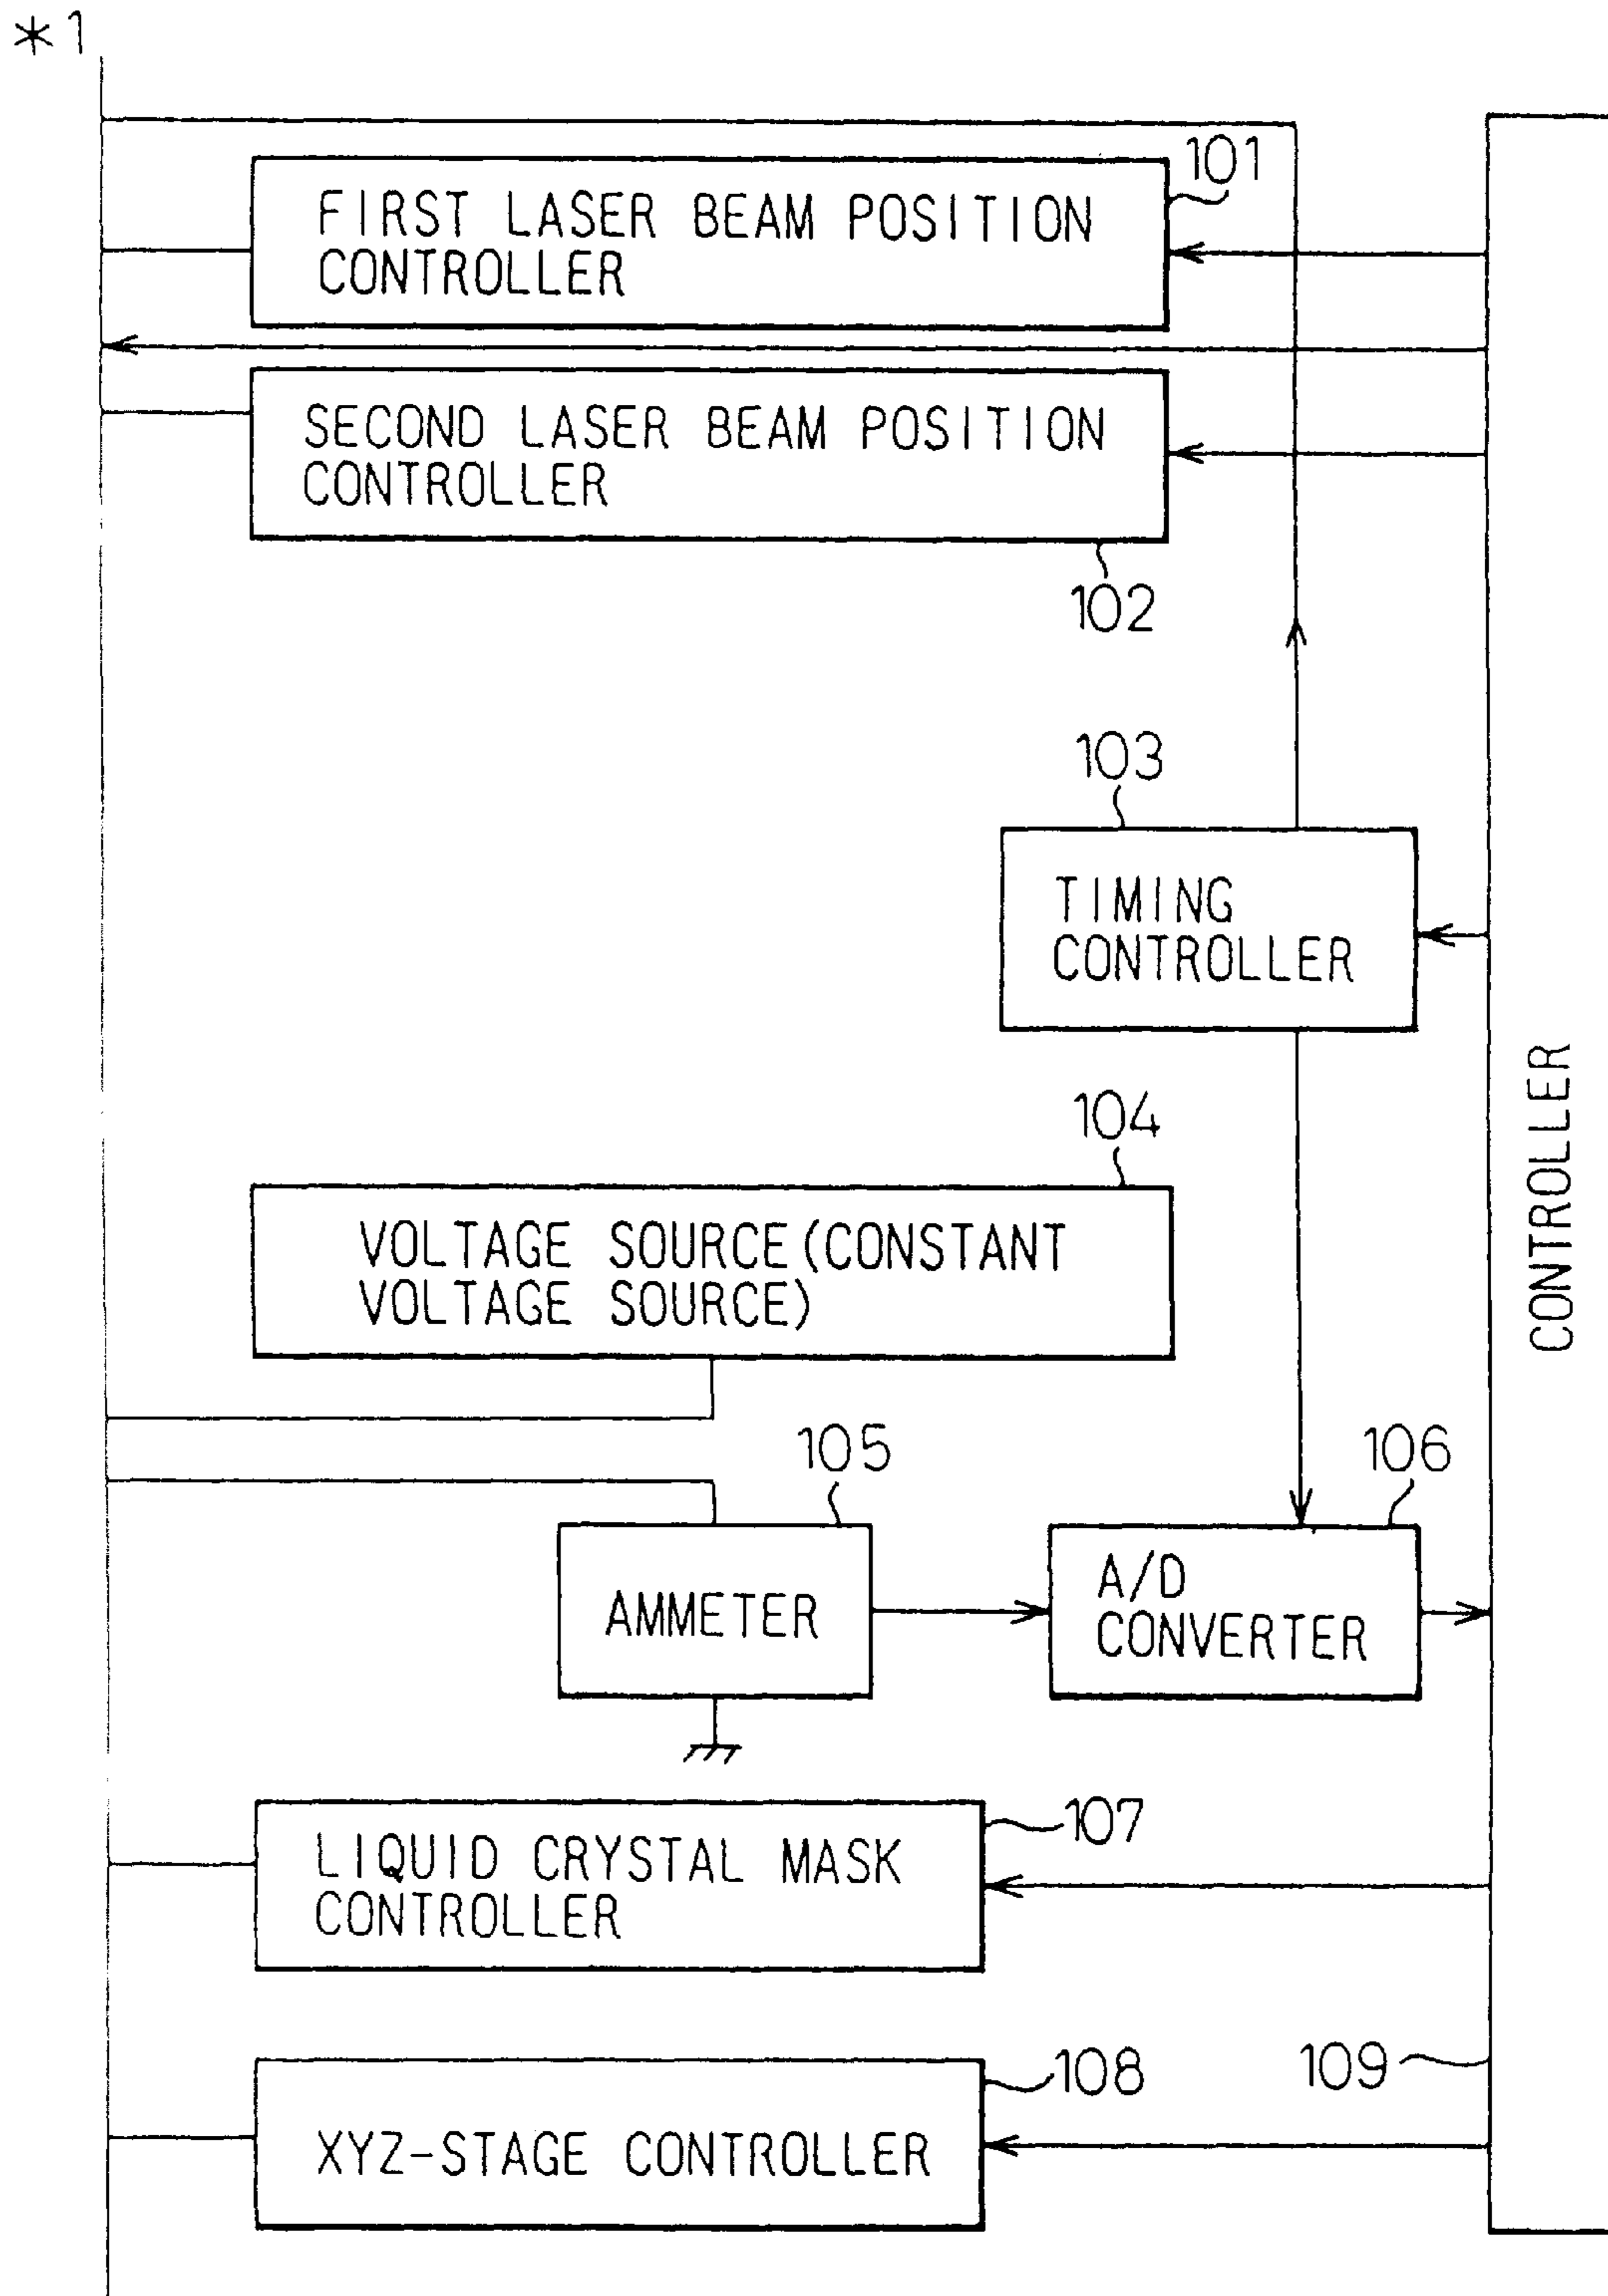 *1
101
FIRST LASER BEAM POSITION
CONTROLLER
SECOND LASER BEAM POSITION
CONTROLLER
102
103
TIMING
CONTROLLER
CONTROLLER
104
VOLTAGE SOURCE(CONSTANT
VOLTAGE SOURCE)
105
106
AMMETER
A/D
CONVERTER
107
LIQUID CRYSTAL MASK
CONTROLLER
108
109
XYZ-STAGE CONTROLLER